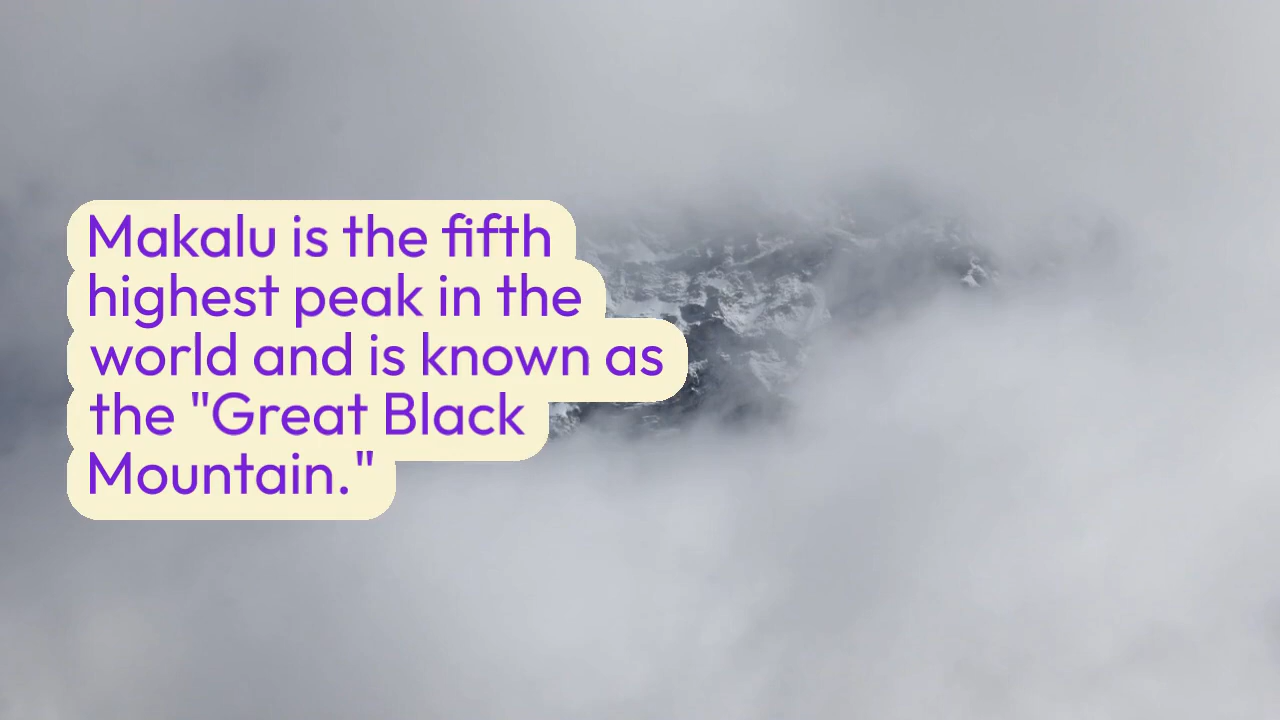 Makalu is the fifth
highest peak in the
world and is known as
the "Great Black
Mountain."